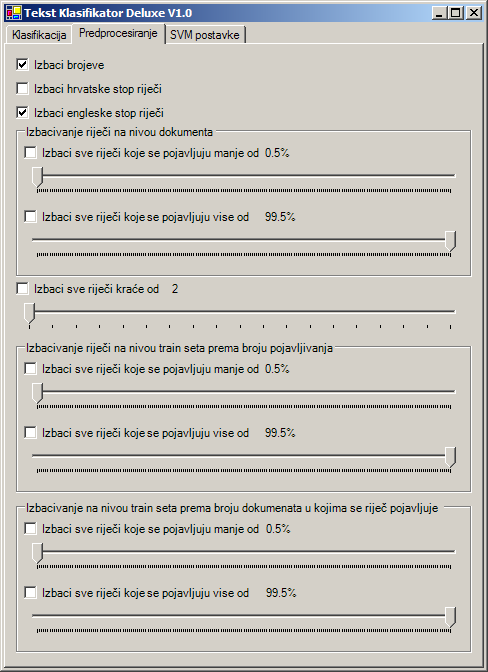 Tekst Klasifikator Deluxe V1.0
Klasifikacija Predprocesiranje SVM postavke
Izbaci brojeve
Izbaci hrvatske stop riječi
Izbaci engleske stop riječi
Izbacivanje riječi na nivou dokumenta
Izbaci sve riječi koje se pojavljuju manje od 0.5%
Izbaci sve riječi koje se pojavljuju vise od 99.5%
Izbaci sve riječi kraće od 2
Izbacivanje riječi na nivou train seta prema broju pojavljivanja
Izbaci sve riječi koje se pojavljuju manje od 0.5%
Izbaci sve riječi koje se pojavljuju vise od 99.5%
Izbacivanje na nivou train seta prema broju dokumenata u kojima se riječ pojavljuje
Izbaci sve riječi koje se pojavljuju manje od 0.5%
Izbaci sve riječi koje se pojavljuju vise od 99.5%